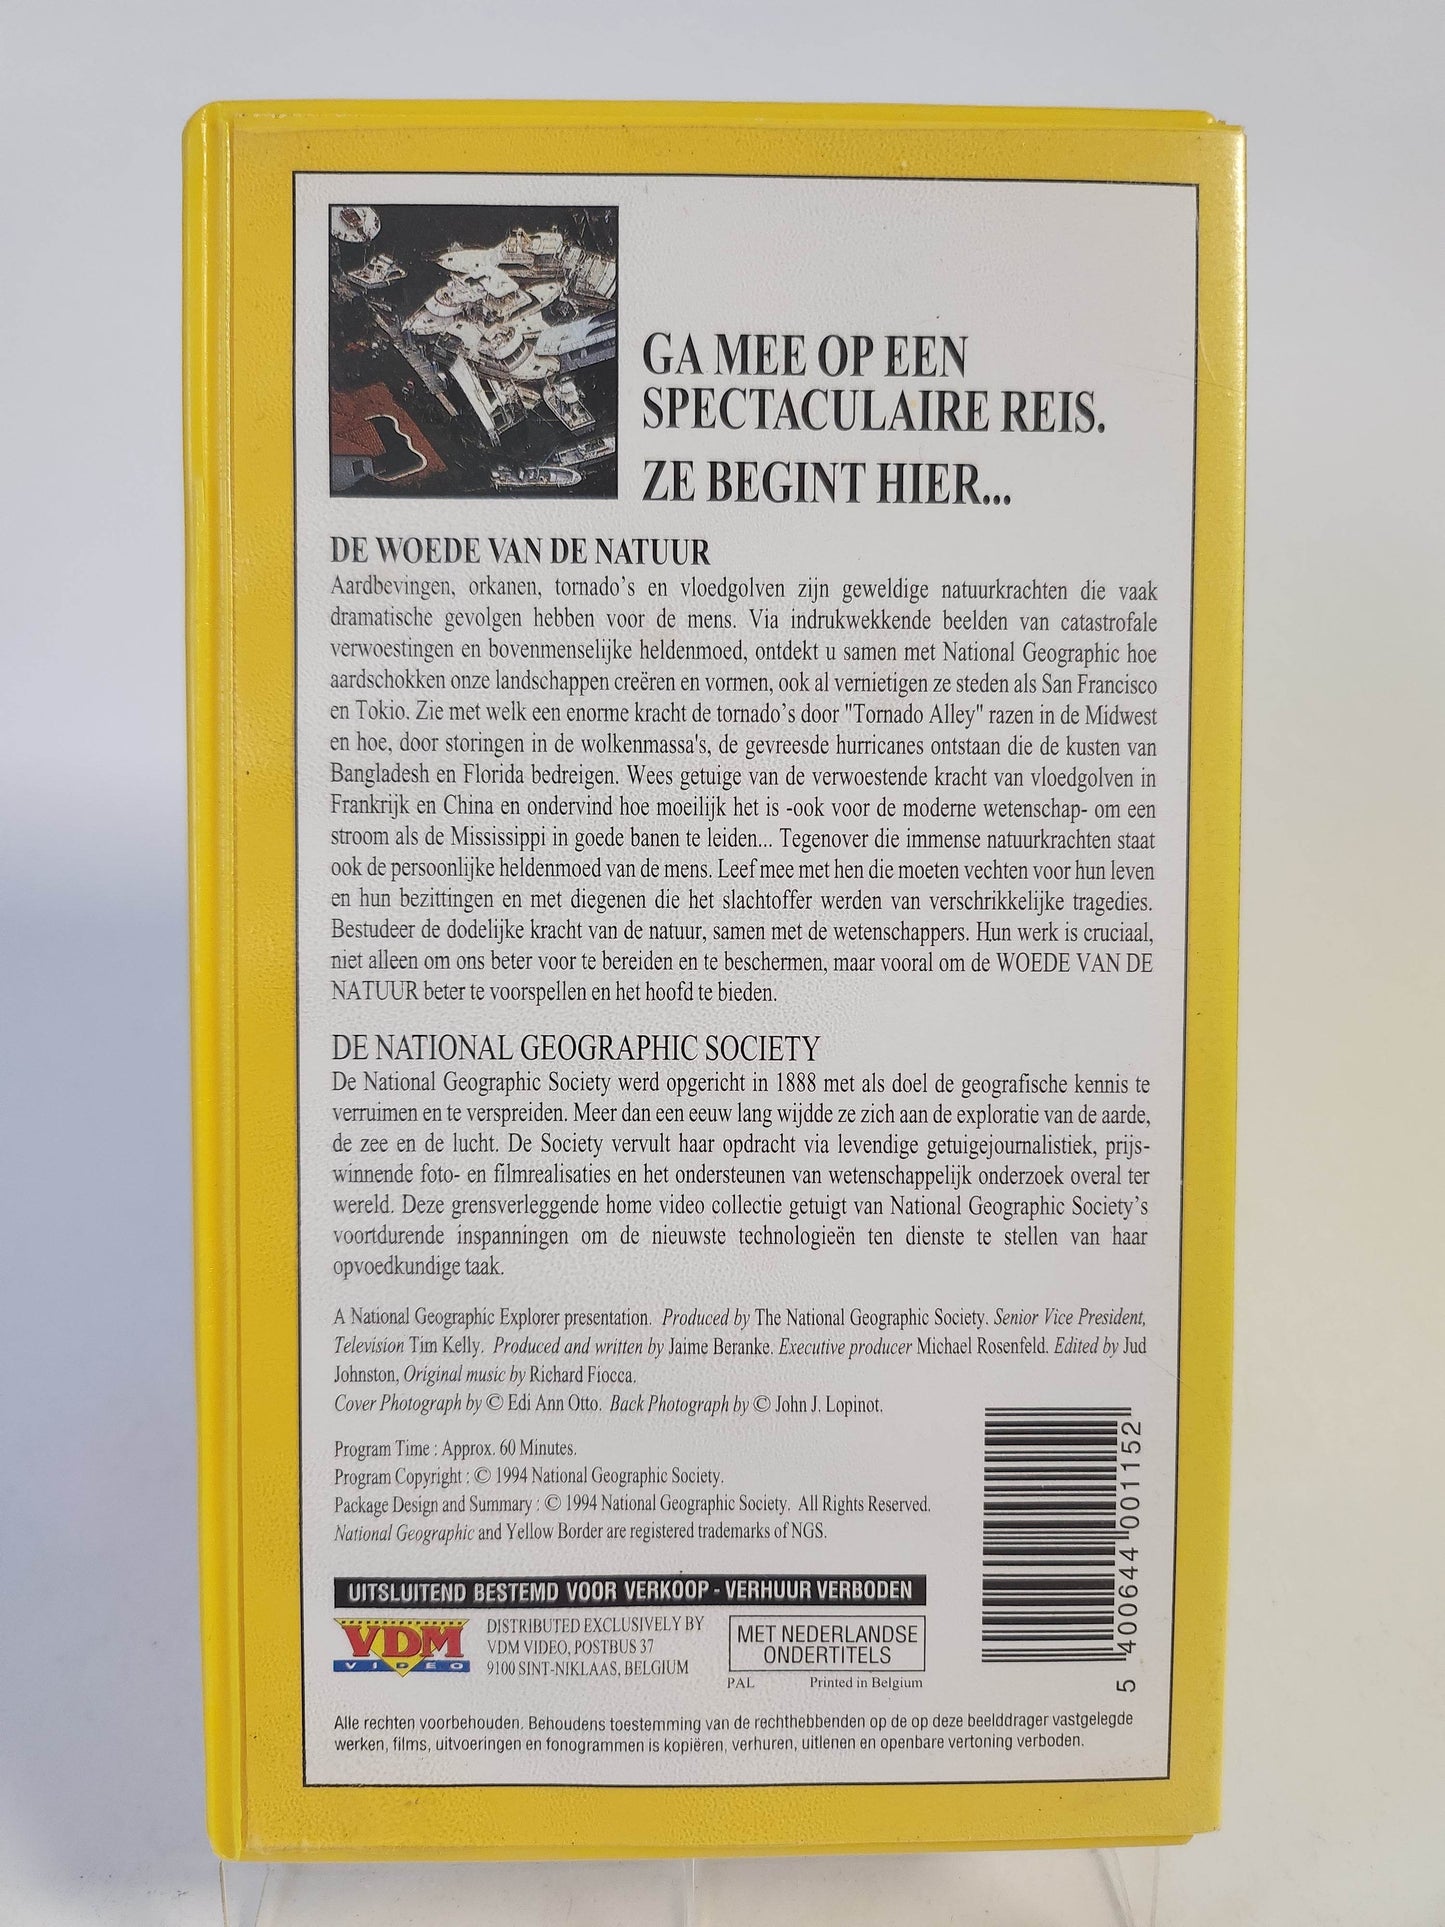 GA MEE OP EEN
SPECTACULAIRE REIS.
ZE BEGINT HIER...
DE WOEDE VAN DE NATUUR
Aardbevingen, orkanen, tornado's en vloedgolven zijn geweldige natuurkrachten die vaak
dramatische gevolgen hebben voor de mens. Via indrukwekkende beelden van catastrofale
verwoestingen en bovenmenselijke heldenmoed, ontdekt u samen met National Geographic hoe
aardschokken onze landschappen creëren en vormen, ook al vernietigen ze steden als San Francisco
en Tokio. Zie met welk een enorme kracht de tornado's door "Tornado Alley" razen in de Midwest
en hoe, door storingen in de wolkenmassa's, de gevreesde hurricanes ontstaan die de kusten van
Bangladesh en Florida bedreigen. Wees getuige van de verwoestende kracht van vloedgolven in
Frankrijk en China en ondervind hoe moeilijk het is -ook voor de moderne wetenschap- om een
stroom als de Mississippi in goede banen te leiden... Tegenover die immense natuurkrachten staat
ook de persoonlijke heldenmoed van de mens. Leef mee met hen die moeten vechten voor hun leven
en hun bezittingen en met diegenen die het slachtoffer werden van verschrikkelijke tragedies.
Bestudeer de dodelijke kracht van de natuur, samen met de wetenschappers. Hun werk is cruciaal,
niet alleen om ons beter voor te bereiden en te beschermen, maar vooral om de WOEDE VAN DE
NATUUR beter te voorspellen en het hoofd te bieden.
DE NATIONAL GEOGRAPHIC SOCIETY
De National Geographic Society werd opgericht in 1888 met als doel de geografische kennis te
verruimen en te verspreiden. Meer dan een eeuw lang wijdde ze zich aan de exploratie van de aarde,
de zee en de lucht. De Society vervult haar opdracht via levendige getuigejournalistiek, prijs-
winnende foto- en filmrealisaties en het ondersteunen van wetenschappelijk onderzoek overal ter
wereld. Deze grensverleggende home video collectie getuigt van National Geographic Society's
voortdurende inspanningen om de nieuwste technologieën ten dienste te stellen van haar
opvoedkundige taak.
A National Geographic Explorer presentation. Produced by The National Geographic Society. Senior Vice President,
Television Tim Kelly. Produced and written by Jaime Beranke. Executive producer Michael Rosenfeld. Edited by Jud
Johnston, Original music by Richard Fiocca.
Cover Photograph by © Edi Ann Otto. Back Photograph by © John J. Lopinot.
Program Time : Approx. 60 Minutes.
Program Copyright : © 1994 National Geographic Society.
Package Design and Summary : © 1994 National Geographic Society. All Rights Reserved.
National Geographic and Yellow Border are registered trademarks of NGS.
5 400644 001152
UITSLUITEND BESTEMD VOOR VERKOOP - VERHUUR VERBODEN
VDM
VIDEO
DISTRIBUTED EXCLUSIVELY BY
VDM VIDEO, POSTBUS 37
9100 SINT-NIKLAAS, BELGIUM
MET NEDERLANDSE
ONDERTITELS
PAL Printed in Belgium
Alle rechten voorbehouden. Behoudens toestemming van de rechthebbenden op de op deze beelddrager vastgelegde
werken, films, uitvoeringen en fonogrammen is kopiëren, verhuren, uitlenen en openbare vertoning verboden.